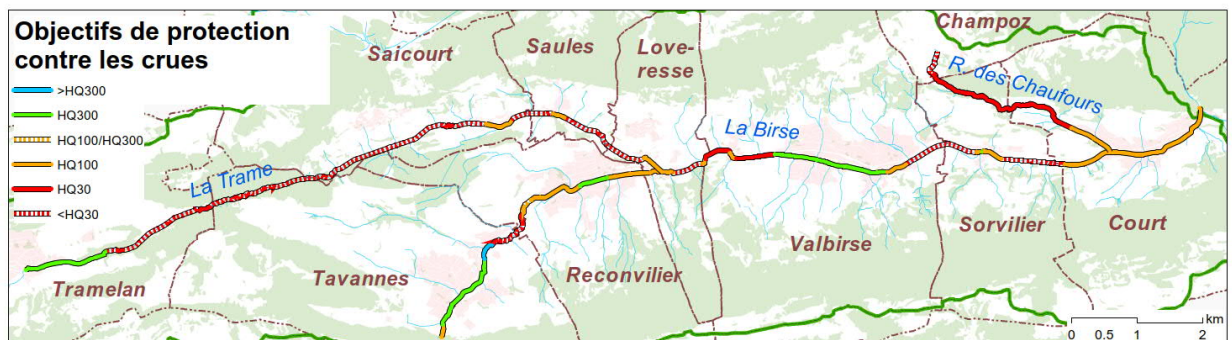 Objectifs de protection
contre les crues
>HQ300
HQ300
HQ100/HQ300
HQ100
HQ30
<HQ30
Saicourt
Saules
Love-
resse
Champoz
R. des Chaufours
La Birse
La Trame
Tramelan
Tavannes
Reconvilier
Valbirse
Sorvilier
Court
km
0 0.5 1 2